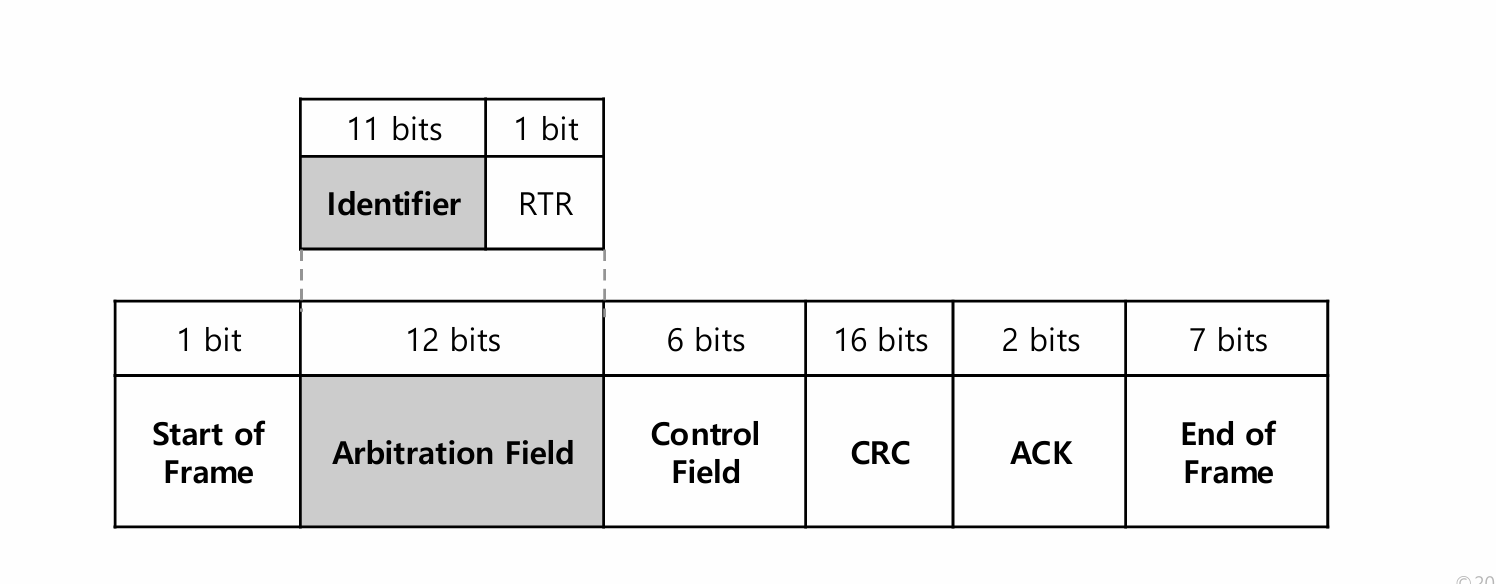 11 bits 1 bit
Identifier RTR
1 bit 12 bits 6 bits 16 bits 2 bits 7 bits
Start of Frame Arbitration Field Control Field CRC ACK End of Frame